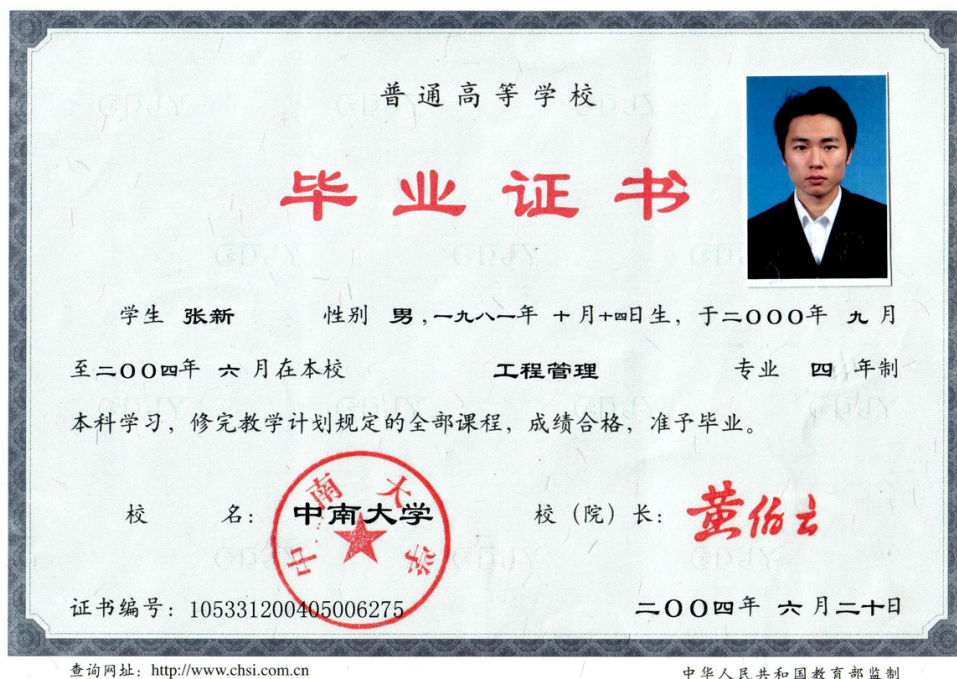 普通高等学校
毕业证书
学生 张新 性别 男,一九八一年 十月十四日生，于二〇〇〇年 九月
至二〇〇四年 六月在本校 工程管理 专业 四 年制
本科学习，修完教学计划规定的全部课程，成绩合格，准予毕业。
校 名： 中南大学 校（院）长： 黄伯云
中南大学
证书编号：105331200405006275 二〇〇四年 六月二十日
查询网址：http://www.chsi.com.cn 中华人民共和国教育部监制